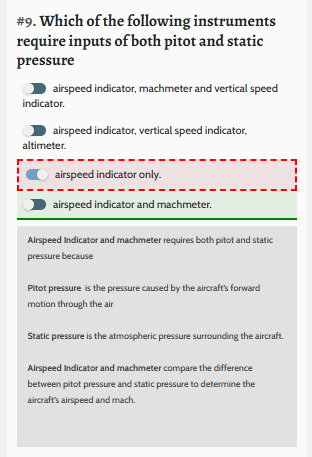 #9. Which of the following instruments
require inputs of both pitot and static
pressure
airspeed indicator, machmeter and vertical speed
indicator.
airspeed indicator, vertical speed indicator,
altimeter.
airspeed indicator only.
airspeed indicator and machmeter.
Airspeed Indicator and machmeter requires both pitot and static
pressure because
Pitot pressure is the pressure caused by the aircraft's forward
motion through the air
Static pressure is the atmospheric pressure surrounding the aircraft.
Airspeed Indicator and machmeter compare the difference
between pitot pressure and static pressure to determine the
aircraft's airspeed and mach.